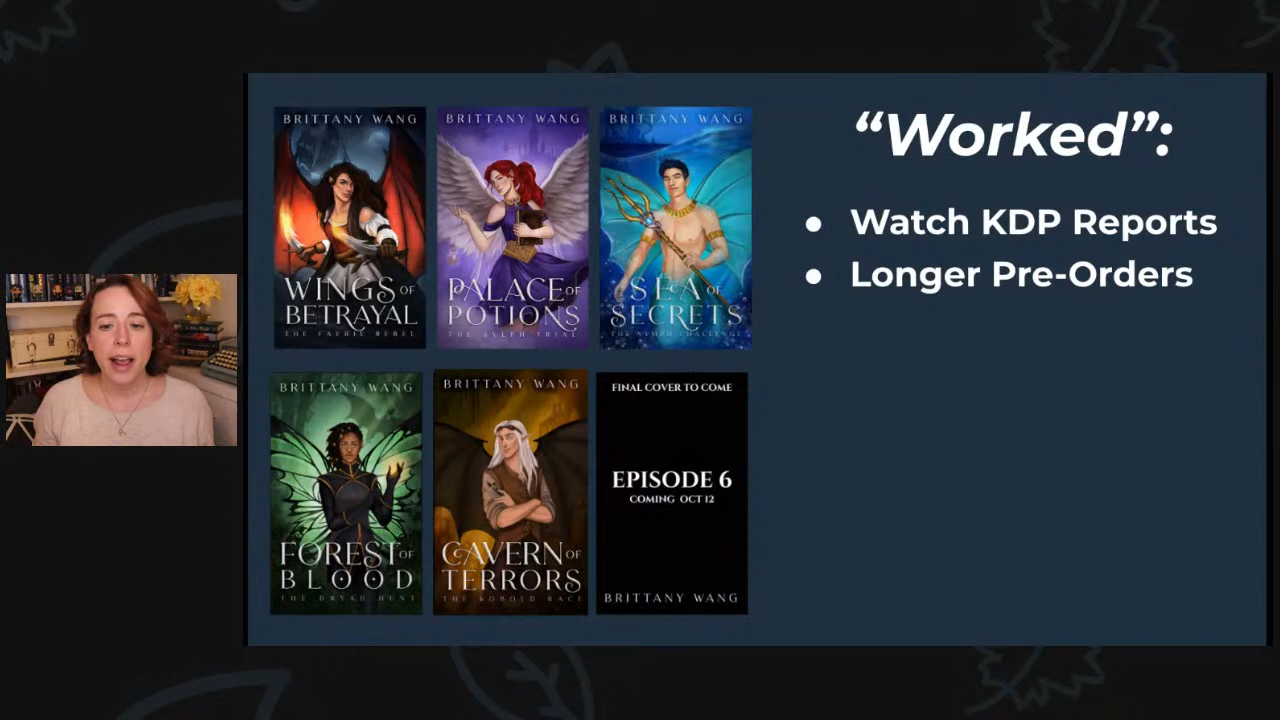 BRITTANY WANG
WINGS OF
BETRAYAL
THE FAERIE REBEL
BRITTANY WANG
PALACE OF
POTIONS
THE SYLPH TRIAL
BRITTANY WANG
SEA OF
SECRETS
THE NYMPH CHALLENGE
BRITTANY WANG
FOREST OF
BLOOD
THE DRYAD HUNT
BRITTANY WANG
CAVERN OF
TERRORS
THE KOBOLD RACE
FINAL COVER TO COME
EPISODE 6
COMING OCT 12
BRITTANY WANG
“Worked”:
● Watch KDP Reports
● Longer Pre-Orders